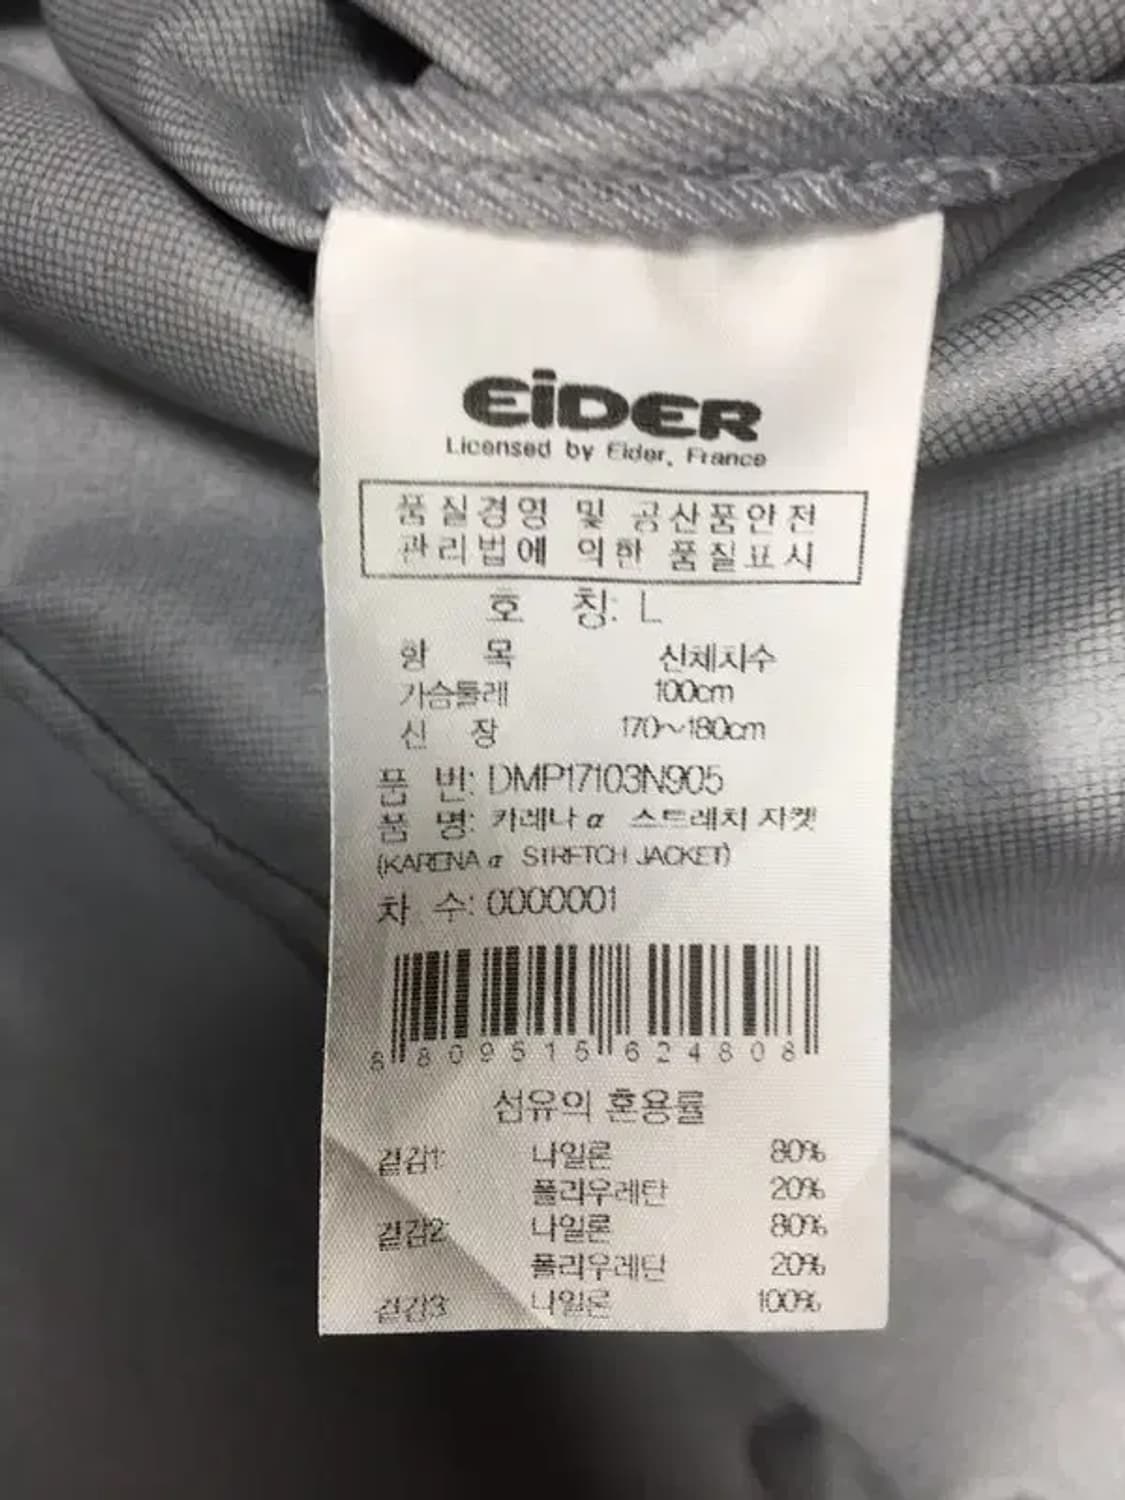 EiDER
Licensed by Eider, France
품질경영 및 공산품안전
관리법에 의한 품질표시
호 칭: L
항 목 신체지수
가슴둘레 100cm
신 장 170~180cm
품 번: DMP17103N905
품 명: 카레나 α 스트레치 자켓
(KARENA α STRETCH JACKET)
차 수: 0000001
8 809515 624808
섬유의 혼용률
겉감1: 나일론 80%
폴리우레탄 20%
겉감2: 나일론 80%
폴리우레탄 20%
겉감3: 나일론 100%